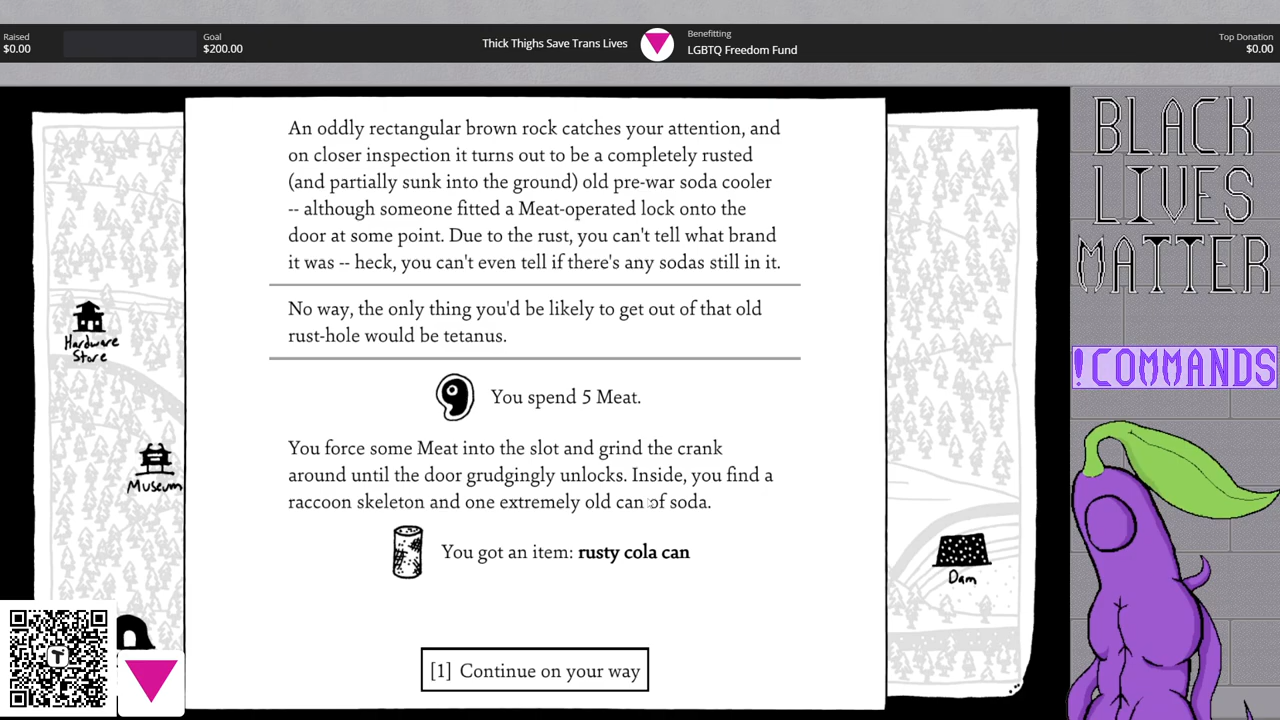 Raised
$0.00
Goal
$200.00
Thick Thighs Save Trans Lives
Benefitting
LGBTQ Freedom Fund
Top Donation
$0.00
An oddly rectangular brown rock catches your attention, and
on closer inspection it turns out to be a completely rusted
(and partially sunk into the ground) old pre-war soda cooler
-- although someone fitted a Meat-operated lock onto the
door at some point. Due to the rust, you can't tell what brand
it was -- heck, you can't even tell if there's any sodas still in it.
No way, the only thing you'd be likely to get out of that old
rust-hole would be tetanus.
You spend 5 Meat.
You force some Meat into the slot and grind the crank
around until the door grudgingly unlocks. Inside, you find a
raccoon skeleton and one extremely old can of soda.
You got an item: rusty cola can
[1] Continue on your way
Hardware
Store
Museum
Dam
BLACK
LIVES
MATTER
!COMMANDS